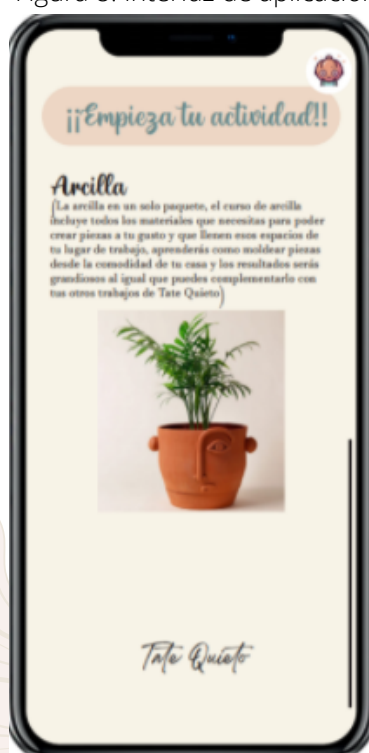 Figura 8. Interfaz de aplicación
¡¡Empieza tu actividad!!
Arcilla
(La arcilla en un solo paquete, el curso de arcilla
incluye todos los materiales que necesitas para poder
crear piezas a tu gusto y que llenen esos espacios de
tu lugar de trabajo, aprenderás como moldear piezas
desde la comodidad de tu casa y los resultados serás
grandiosos al igual que puedes complementarlo con
tus otros trabajos de Tate Quieto)
Tate Quieto